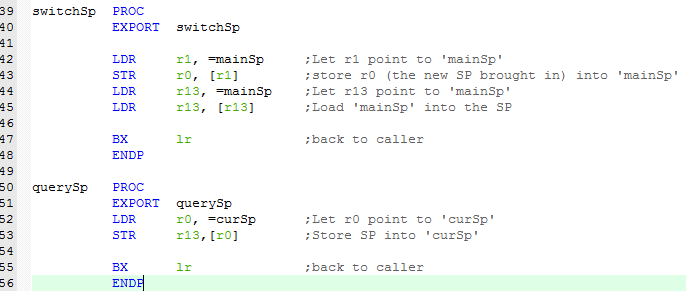 39 switchSp PROC
40 EXPORT switchSp
41
42 LDR r1, =mainSp ;Let r1 point to 'mainSp'
43 STR r0, [r1] ;store r0 (the new SP brought in) into 'mainSp'
44 LDR r13, =mainSp ;Let r13 point to 'mainSp'
45 LDR r13, [r13] ;Load 'mainSp' into the SP
46
47 BX lr ;back to caller
48 ENDP
49
50 querySp PROC
51 EXPORT querySp
52 LDR r0, =curSp ;Let r0 point to 'curSp'
53 STR r13,[r0] ;Store SP into 'curSp'
54
55 BX lr ;back to caller
56 ENDP